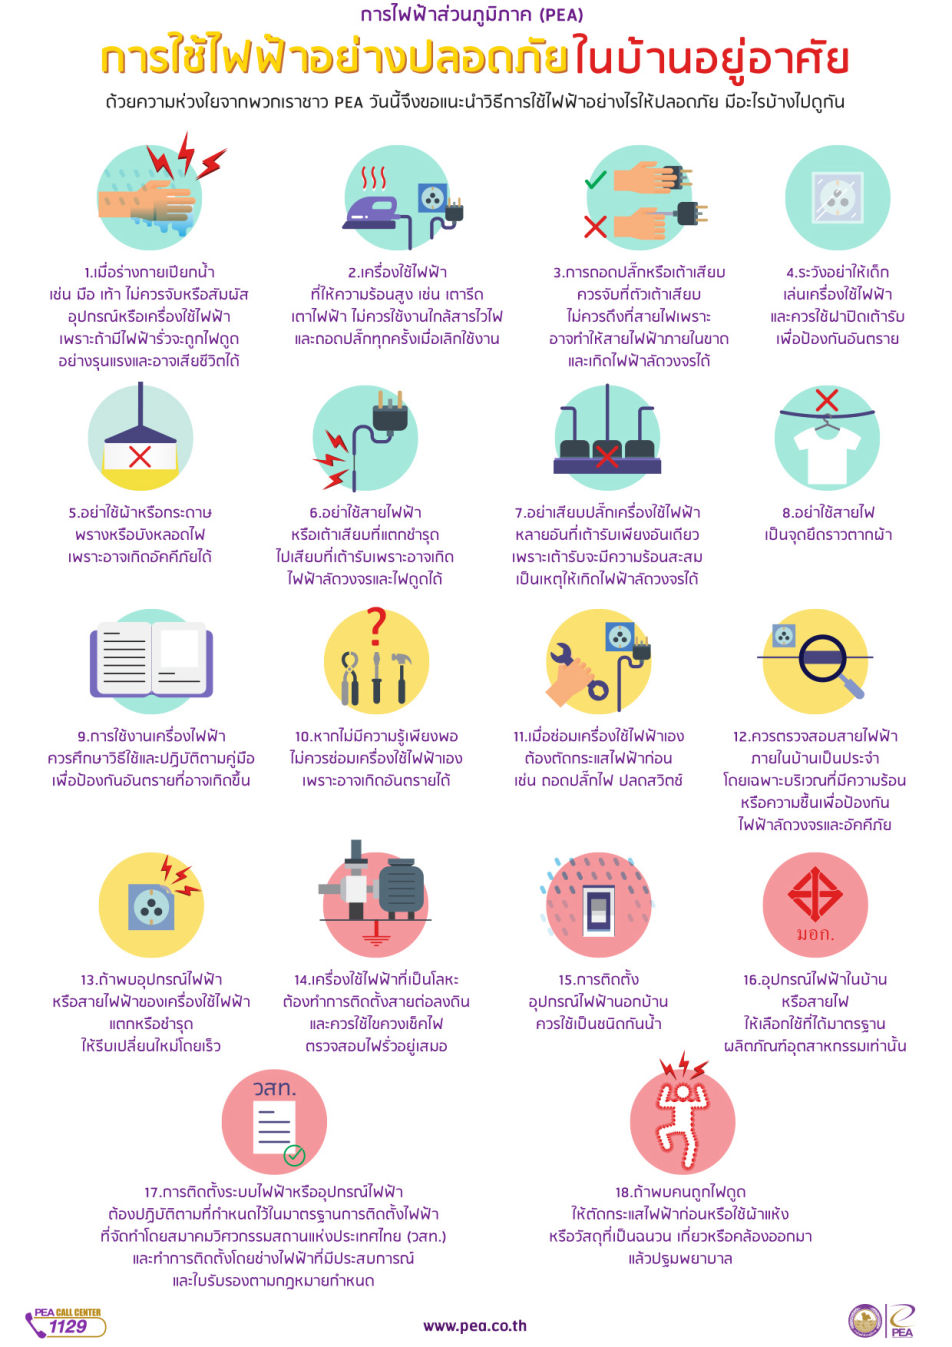 การไฟฟ้าส่วนภูมิภาค (PEA)
การใช้ไฟฟ้าอย่างปลอดภัยในบ้านอยู่อาศัย
ด้วยความห่วงใยจากพวกเราชาว PEA วันนี้จึงขอแนะนำวิธีการใช้ไฟฟ้าอย่างไรให้ปลอดภัย มีอะไรบ้างไปดูกัน
1.เมื่อร่างกายเปียกน้ำ
เช่น มือ เท้า ไม่ควรจับหรือสัมผัส
อุปกรณ์หรือเครื่องใช้ไฟฟ้า
เพราะถ้ามีไฟฟ้ารั่วจะถูกไฟดูด
อย่างรุนแรงและอาจเสียชีวิตได้
2.เครื่องใช้ไฟฟ้า
ที่ให้ความร้อนสูง เช่น เตารีด
เตาไฟฟ้า ไม่ควรใช้งานใกล้สารไวไฟ
และถอดปลั๊กทุกครั้งเมื่อเลิกใช้งาน
3.การถอดปลั๊กหรือเต้าเสียบ
ควรจับที่ตัวเต้าเสียบ
ไม่ควรดึงที่สายไฟเพราะ
อาจทำให้สายไฟฟ้าภายในขาด
และเกิดไฟฟ้าลัดวงจรได้
4.ระวังอย่าให้เด็ก
เล่นเครื่องใช้ไฟฟ้า
และควรใช้ฝาปิดเต้ารับ
เพื่อป้องกันอันตราย
5.อย่าใช้ผ้าหรือกระดาษ
พรางหรือบังหลอดไฟ
เพราะอาจเกิดอัคคีภัยได้
6.อย่าใช้สายไฟฟ้า
หรือเต้าเสียบที่แตกชำรุด
ไปเสียบที่เต้ารับเพราะอาจเกิด
ไฟฟ้าลัดวงจรและไฟดูดได้
7.อย่าเสียบปลั๊กเครื่องใช้ไฟฟ้า
หลายอันที่เต้ารับเพียงอันเดียว
เพราะเต้ารับจะมีความร้อนสะสม
เป็นเหตุให้เกิดไฟฟ้าลัดวงจรได้
8.อย่าใช้สายไฟ
เป็นจุดยึดราวตากผ้า
9.การใช้งานเครื่องไฟฟ้า
ควรศึกษาวิธีใช้และปฏิบัติตามคู่มือ
เพื่อป้องกันอันตรายที่อาจเกิดขึ้น
10.หากไม่มีความรู้เพียงพอ
ไม่ควรซ่อมเครื่องใช้ไฟฟ้าเอง
เพราะอาจเกิดอันตรายได้
11.เมื่อซ่อมเครื่องใช้ไฟฟ้าเอง
ต้องตัดกระแสไฟฟ้าก่อน
เช่น ถอดปลั๊กไฟ ปลดสวิตช์
12.ควรตรวจสอบสายไฟฟ้า
ภายในบ้านเป็นประจำ
โดยเฉพาะบริเวณที่มีความร้อน
หรือความชื้นเพื่อป้องกัน
ไฟฟ้าลัดวงจรและอัคคีภัย
13.ถ้าพบอุปกรณ์ไฟฟ้า
หรือสายไฟฟ้าของเครื่องใช้ไฟฟ้า
แตกหรือชำรุด
ให้รีบเปลี่ยนใหม่โดยเร็ว
14.เครื่องใช้ไฟฟ้าที่เป็นโลหะ
ต้องทำการติดตั้งสายต่อลงดิน
และควรใช้ไขควงเช็คไฟ
ตรวจสอบไฟรั่วอยู่เสมอ
15.การติดตั้ง
อุปกรณ์ไฟฟ้านอกบ้าน
ควรใช้เป็นชนิดกันน้ำ
มอก.
16.อุปกรณ์ไฟฟ้าในบ้าน
หรือสายไฟ
ให้เลือกใช้ที่ได้มาตรฐาน
ผลิตภัณฑ์อุตสาหกรรมเท่านั้น
วสท.
17.การติดตั้งระบบไฟฟ้าหรืออุปกรณ์ไฟฟ้า
ต้องปฏิบัติตามที่กำหนดไว้ในมาตรฐานการติดตั้งไฟฟ้า
ที่จัดทำโดยสมาคมวิศวกรรมสถานแห่งประเทศไทย (วสท.)
และทำการติดตั้งโดยช่างไฟฟ้าที่มีประสบการณ์
และใบรับรองตามกฎหมายกำหนด
18.ถ้าพบคนถูกไฟดูด
ให้ตัดกระแสไฟฟ้าก่อนหรือใช้ผ้าแห้ง
หรือวัสดุที่เป็นฉนวน เกี่ยวหรือคล้องออกมา
แล้วปฐมพยาบาล
PEA CALL CENTER
1129
www.pea.co.th
PEA